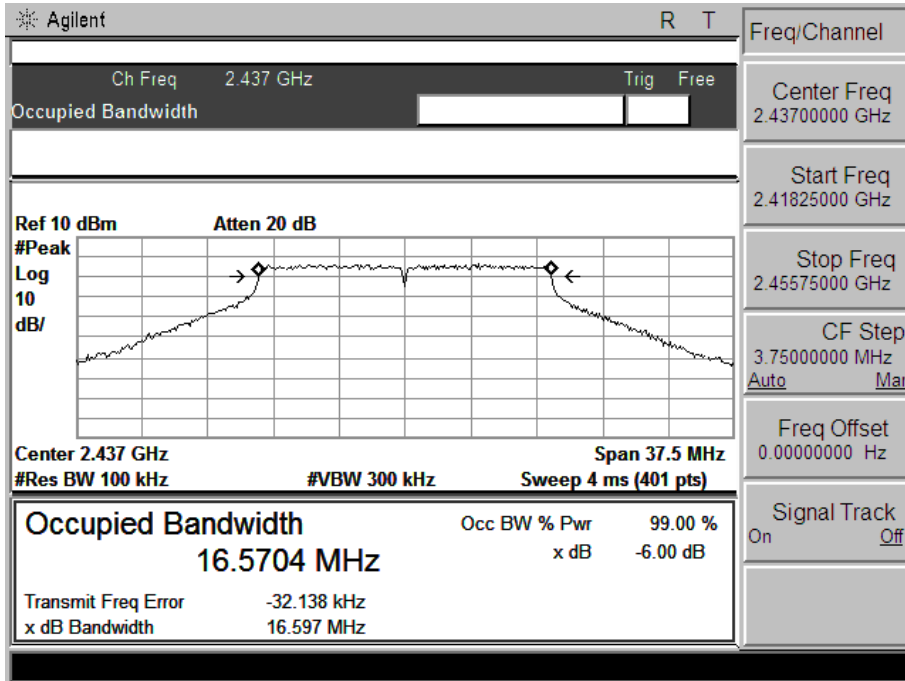 Agilent R T
Freq/Channel
Ch Freq 2.437 GHz Trig Free
Occupied Bandwidth
Center Freq
2.43700000 GHz
Start Freq
2.41825000 GHz
Stop Freq
2.45575000 GHz
CF Step
3.75000000 MHz
Auto Man
Freq Offset
0.00000000 Hz
Signal Track
On Off
Ref 10 dBm Atten 20 dB
#Peak
Log
10
dB/
Center 2.437 GHz Span 37.5 MHz
#Res BW 100 kHz #VBW 300 kHz Sweep 4 ms (401 pts)
Occupied Bandwidth Occ BW % Pwr 99.00 %
16.5704 MHz x dB -6.00 dB
Transmit Freq Error -32.138 kHz
x dB Bandwidth 16.597 MHz